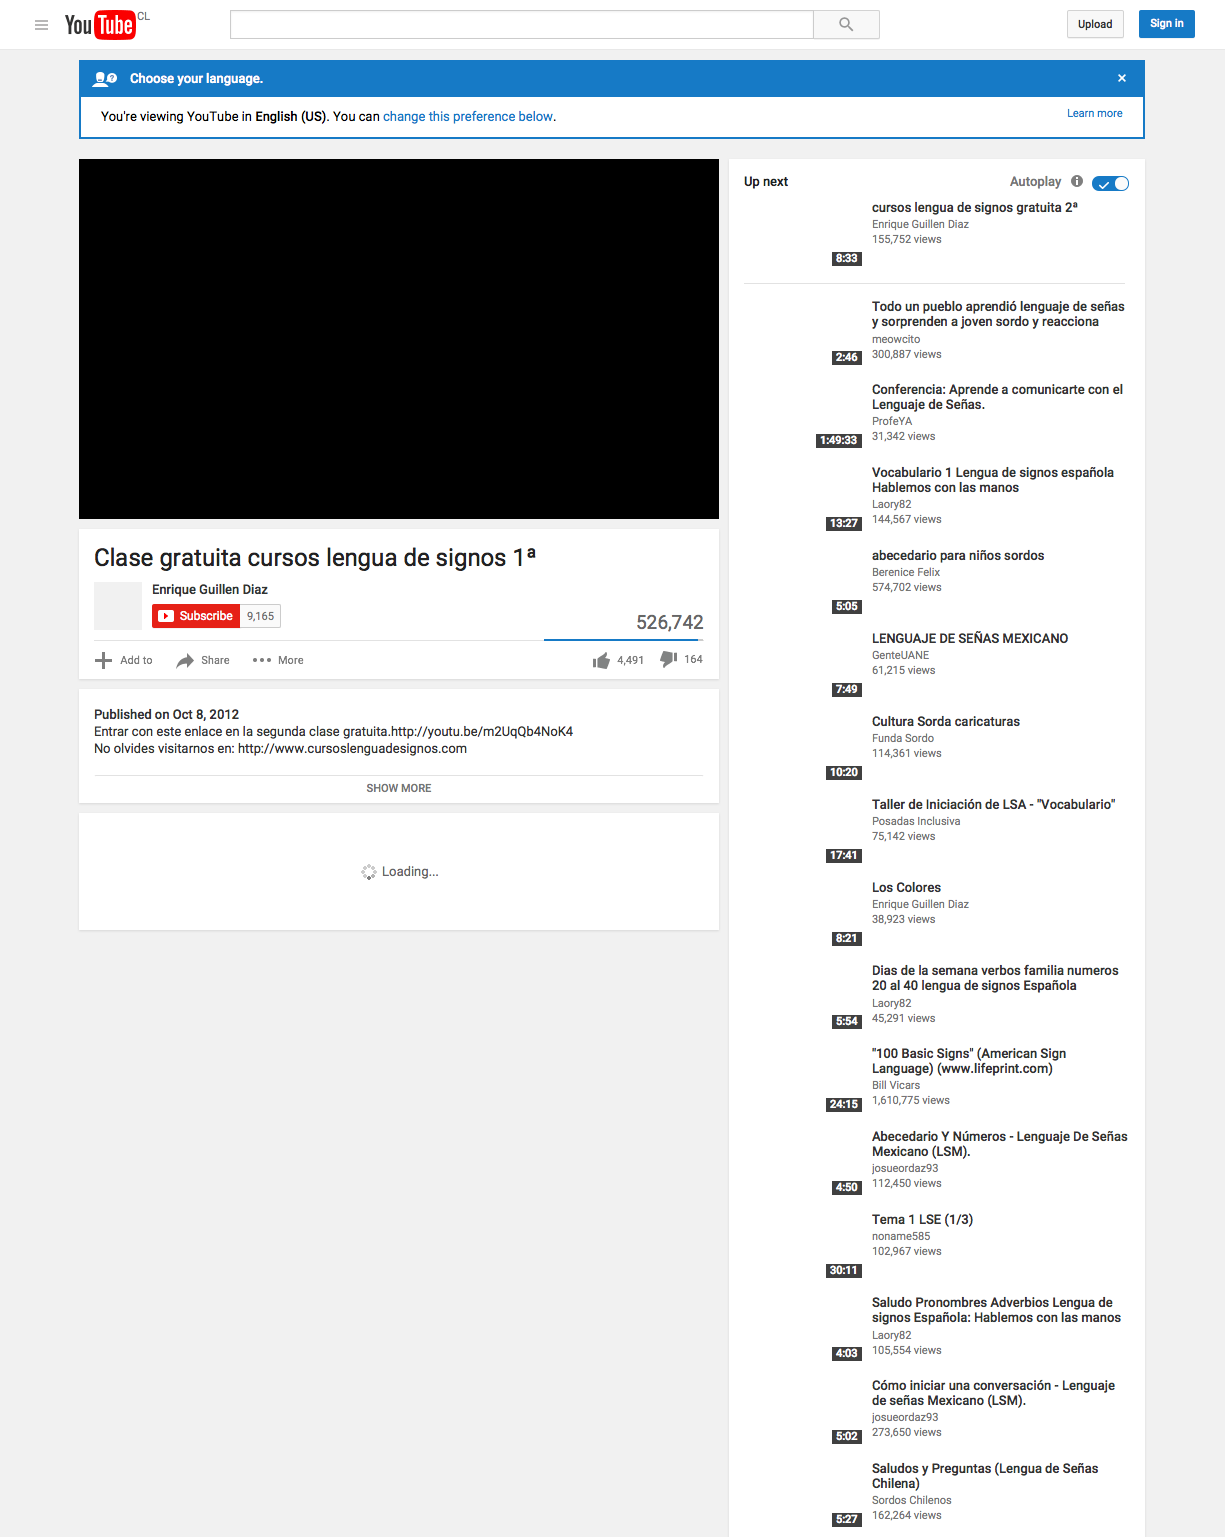 YouTube CL
Upload
Sign in
Choose your language.
×
You're viewing YouTube in English (US). You can change this preference below.
Learn more
Clase gratuita cursos lengua de signos 1ª
Enrique Guillen Diaz
Subscribe 9,165
526,742
Add to
Share
More
4,491
164
Published on Oct 8, 2012
Entrar con este enlace en la segunda clase gratuita.http://youtu.be/m2UqQb4NoK4
No olvides visitarnos en: http://www.cursoslenguadesignos.com
SHOW MORE
Loading...
Up next
Autoplay
cursos lengua de signos gratuita 2ª
Enrique Guillen Diaz
155,752 views
8:33
Todo un pueblo aprendió lenguaje de señas
y sorprenden a joven sordo y reacciona
meowcito
300,887 views
2:46
Conferencia: Aprende a comunicarte con el
Lenguaje de Señas.
ProfeYA
31,342 views
1:49:33
Vocabulario 1 Lengua de signos española
Hablemos con las manos
Laory82
144,567 views
13:27
abecedario para niños sordos
Berenice Felix
574,702 views
5:05
LENGUAJE DE SEÑAS MEXICANO
GenteUANE
61,215 views
7:49
Cultura Sorda caricaturas
Funda Sordo
114,361 views
10:20
Taller de Iniciación de LSA - "Vocabulario"
Posadas Inclusiva
75,142 views
17:41
Los Colores
Enrique Guillen Diaz
38,923 views
8:21
Dias de la semana verbos familia numeros
20 al 40 lengua de signos Española
Laory82
45,291 views
5:54
"100 Basic Signs" (American Sign
Language) (www.lifeprint.com)
Bill Vicars
1,610,775 views
24:15
Abecedario Y Números - Lenguaje De Señas
Mexicano (LSM).
josueordaz93
112,450 views
4:50
Tema 1 LSE (1/3)
noname585
102,967 views
30:11
Saludo Pronombres Adverbios Lengua de
signos Española: Hablemos con las manos
Laory82
105,554 views
4:03
Cómo iniciar una conversación - Lenguaje
de señas Mexicano (LSM).
josueordaz93
273,650 views
5:02
Saludos y Preguntas (Lengua de Señas
Chilena)
Sordos Chilenos
162,264 views
5:27